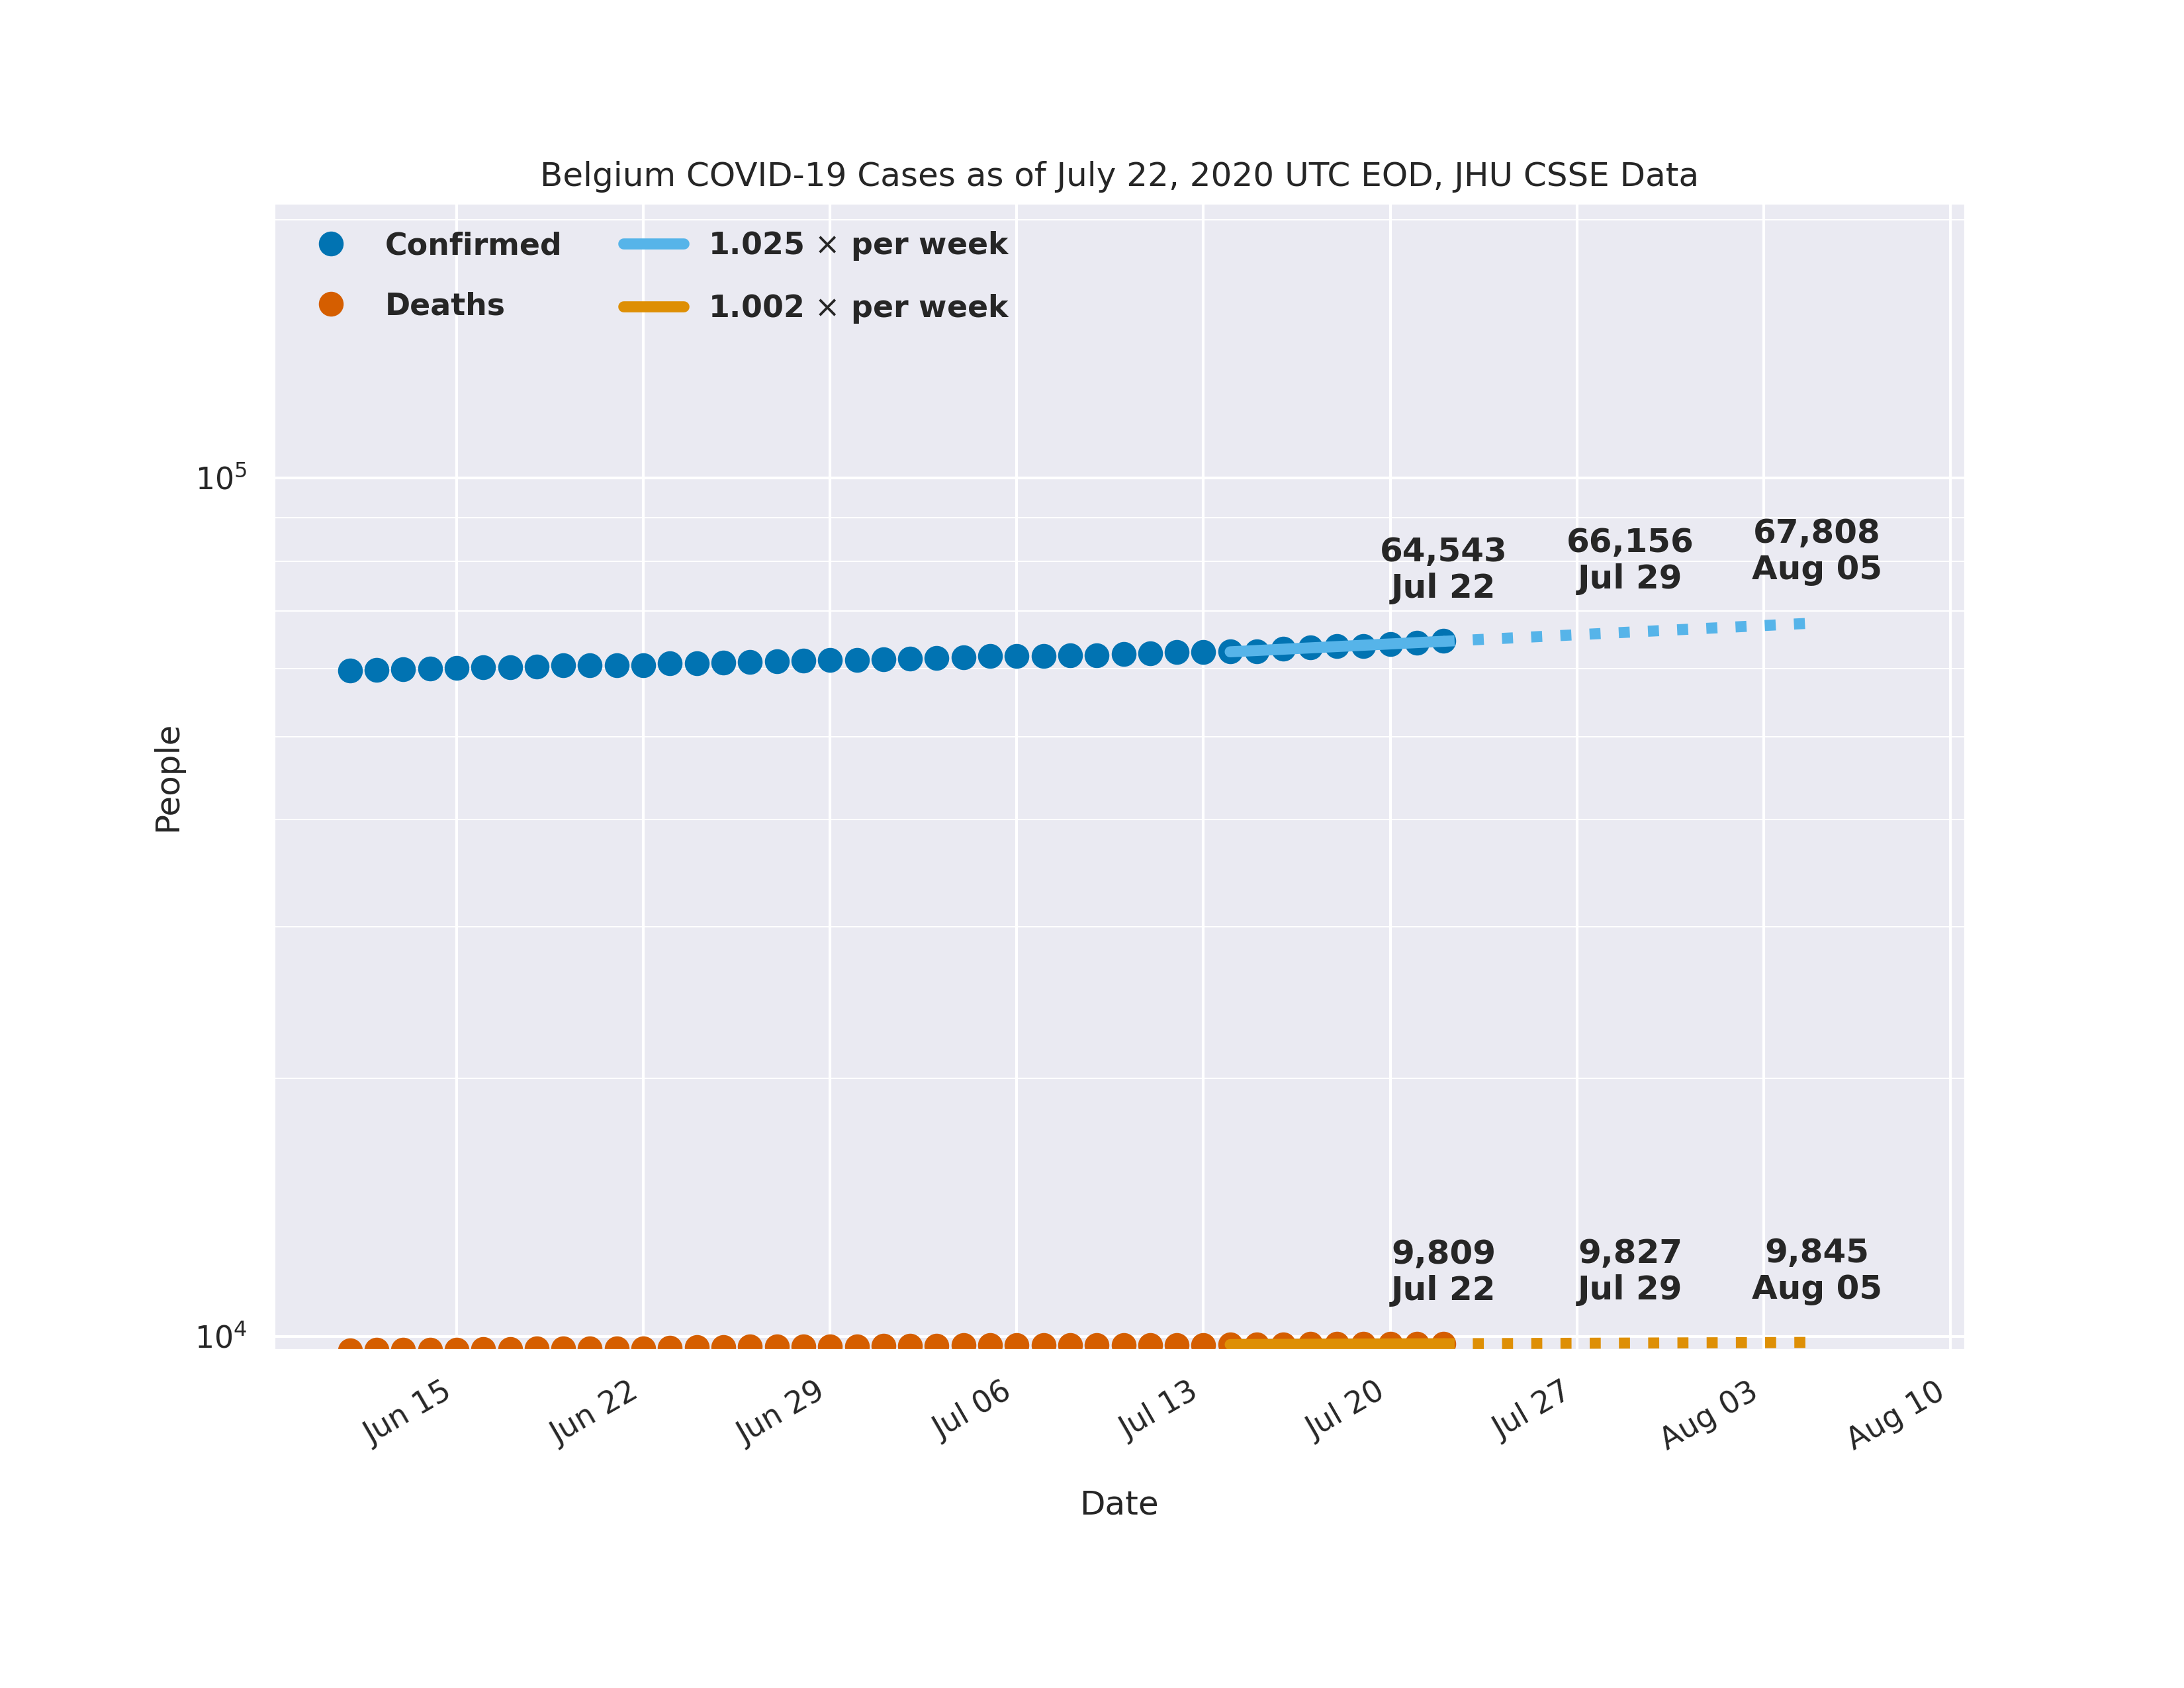 Belgium COVID-19 Cases as of July 22, 2020 UTC EOD, JHU CSSE Data
Confirmed
Deaths
1.025 × per week
1.002 × per week
10⁵
10⁴
People
64,543
Jul 22
66,156
Jul 29
67,808
Aug 05
9,809
Jul 22
9,827
Jul 29
9,845
Aug 05
Jun 15
Jun 22
Jun 29
Jul 06
Jul 13
Jul 20
Jul 27
Aug 03
Aug 10
Date